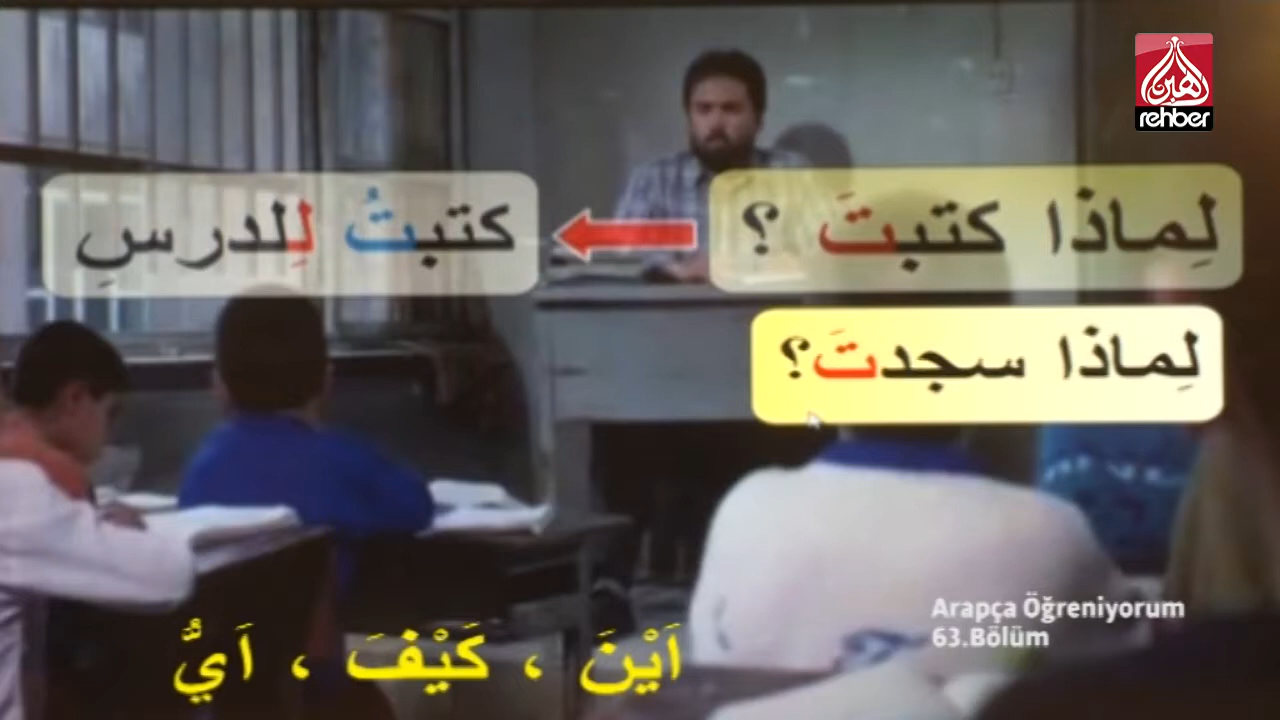 rehber
لِماذا كتبتَ ؟
كتبتُ لِلدرسِ
لِماذا سجدتَ؟
اَيْنَ ، كَيْفَ ، اَيُّ
Arapça Öğreniyorum
63.Bölüm